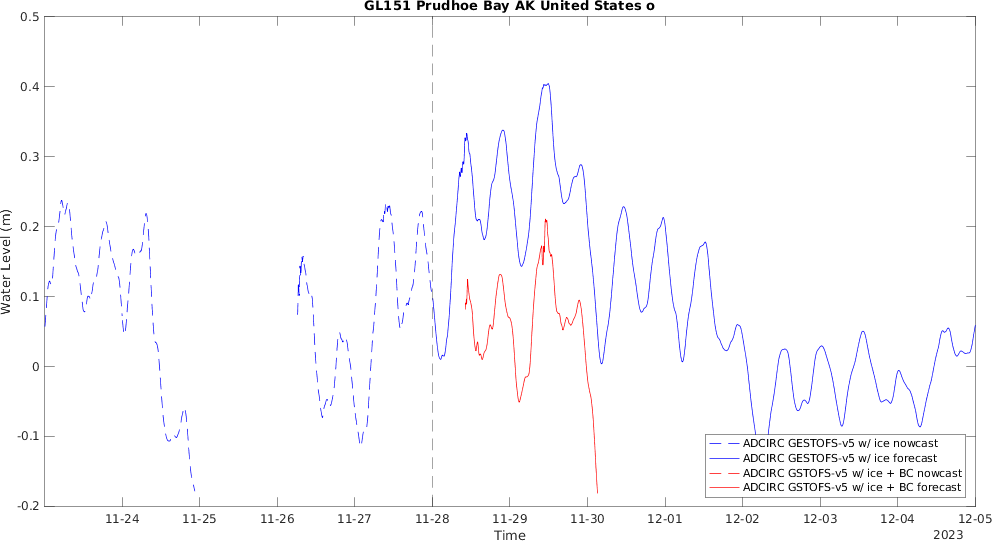 GL151 Prudhoe Bay AK United States o
0.5
0.4
0.3
0.2
0.1
0
-0.1
-0.2
Water Level (m)
ADCIRC GESTOFS-v5 w/ ice nowcast
ADCIRC GESTOFS-v5 w/ ice forecast
ADCIRC GSTOFS-v5 w/ ice + BC nowcast
ADCIRC GSTOFS-v5 w/ ice + BC forecast
11-24 11-25 11-26 11-27 11-28 11-29 11-30 12-01 12-02 12-03 12-04 12-05
Time
2023